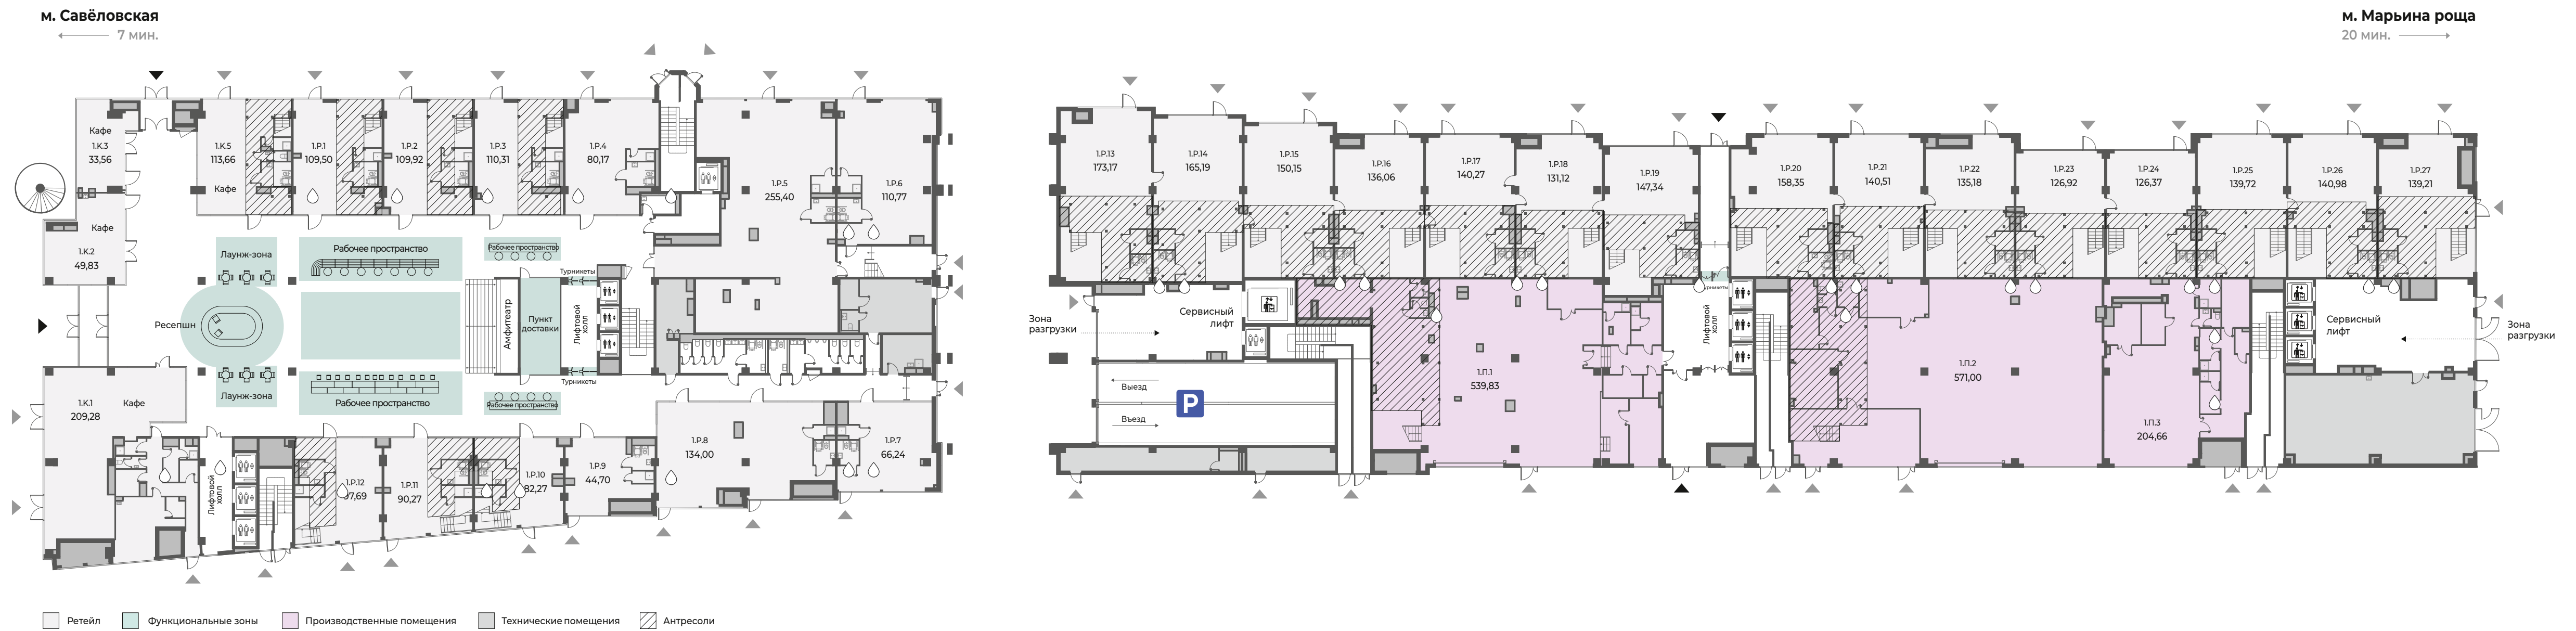 м. Савёловская
7 мин.
м. Марьина роща
20 мин.
Кафе
1.К.3
33,56
1.К.5
113,66
Кафе
1.Р.1
109,50
1.Р.2
109,92
1.Р.3
110,31
1.Р.4
80,17
1.Р.5
255,40
1.Р.6
110,77
Кафе
1.К.2
49,83
Лаунж-зона
Рабочее пространство
Рабочее пространство
Турникеты
Ресепшн
Амфитеатр
Пункт
доставки
Лифтовой
холл
Турникеты
Лаунж-зона
Рабочее пространство
Рабочее пространство
1.К.1
209,28
Кафе
Лифтовой
холл
1.Р.12
97,69
1.Р.11
90,27
1.Р.10
82,27
1.Р.9
44,70
1.Р.8
134,00
1.Р.7
66,24
1.Р.13
173,17
1.Р.14
165,19
1.Р.15
150,15
1.Р.16
136,06
1.Р.17
140,27
1.Р.18
131,12
1.Р.19
147,34
1.Р.20
158,35
1.Р.21
140,51
1.Р.22
135,18
1.Р.23
126,92
1.Р.24
126,37
1.Р.25
139,72
1.Р.26
140,98
1.Р.27
139,21
Зона
разгрузки
Сервисный
лифт
Турникеты
Лифтовой
холл
Сервисный
лифт
Зона
разгрузки
Выезд
Въезд
P
1.П.1
539,83
1.П.2
571,00
1.П.3
204,66
Ретейл
Функциональные зоны
Производственные помещения
Технические помещения
Антресоли